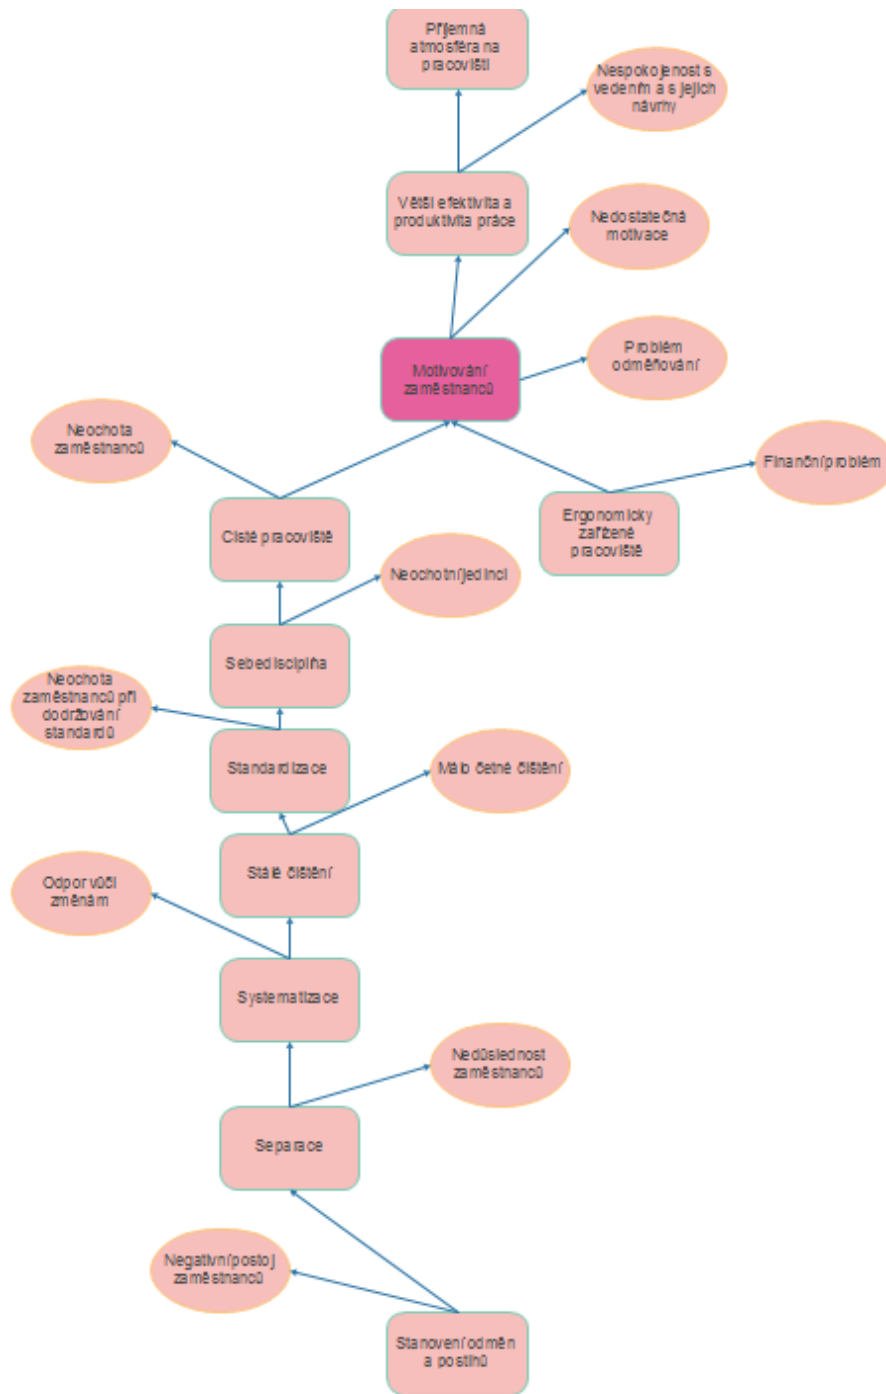 Příjemná
atmosféra na
pracovišti
Nespokojenost s
vedením a s jejich
návrhy
Větší efektivita a
produktivita práce
Nedostatečná
motivace
Motivování
zaměstnanců
Problém
odměňování
Neochota
zaměstnanců
Finanční problém
Čisté pracoviště
Ergonomicky
zařízené
pracoviště
Neochotní jedinci
Sebedisciplína
Neochota
zaměstnanců při
dodržování
standardů
Standardizace
Málo četné čištění
Stálé čištění
Odpor vůči
změnám
Systematizace
Nedůslednost
zaměstnanců
Separace
Negativní postoj
zaměstnanců
Stanovení odměn
a postihů